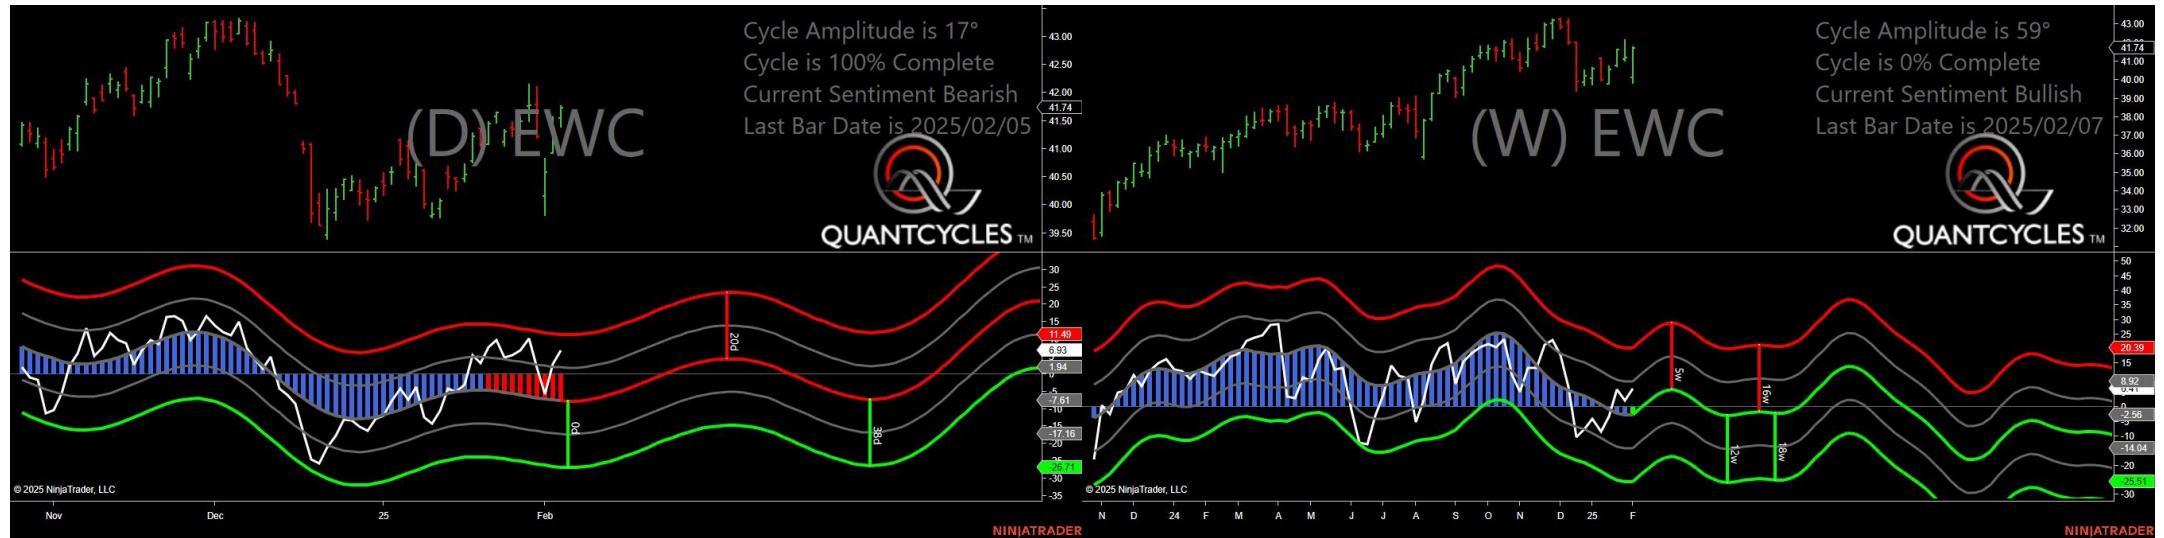 Cycle Amplitude is 17°
Cycle is 100% Complete
Current Sentiment Bearish
Last Bar Date is 2025/02/05
(D) EWC
QUANTCYCLES TM
43.00
42.50
42.00
41.74
41.50
41.00
40.50
40.00
39.50
30
25
20
15
11.49
6.93
1.94
0
-5
-7.61
-10
-17.16
-20
-26.71
-30
-35
0d
20d
38d
© 2025 NinjaTrader, LLC
Nov
Dec
25
Feb
NINJATRADER
Cycle Amplitude is 59°
Cycle is 0% Complete
Current Sentiment Bullish
Last Bar Date is 2025/02/07
(W) EWC
QUANTCYCLES TM
43.00
41.74
41.00
40.00
39.00
38.00
37.00
36.00
35.00
34.00
33.00
32.00
50
45
40
35
30
25
20.39
15
8.92
-2.56
-10
-14.04
-20
-25.51
-30
5w
12w
16w
18w
© 2025 NinjaTrader, LLC
N D 24 F M A M J J A S O N D 25 F
NINJATRADER